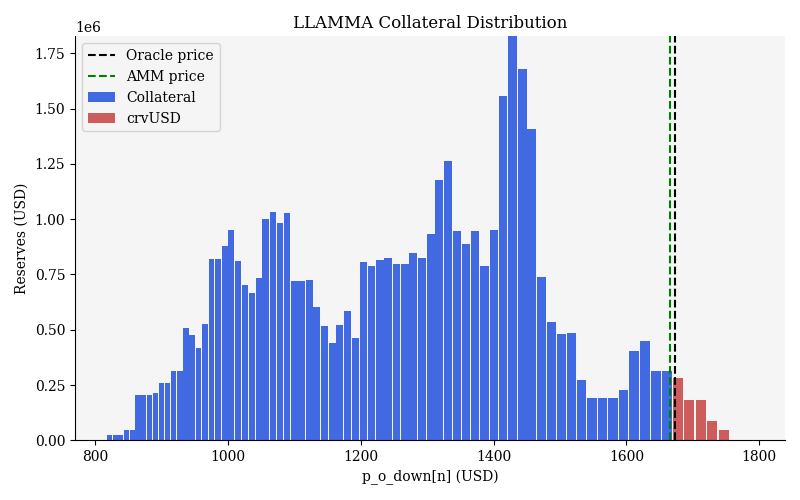 LLAMMA Collateral Distribution
1e6
1.75
1.50
1.25
1.00
0.75
0.50
0.25
0.00
Reserves (USD)
Oracle price
AMM price
Collateral
crvUSD
800
1000
1200
1400
1600
1800
p_o_down[n] (USD)